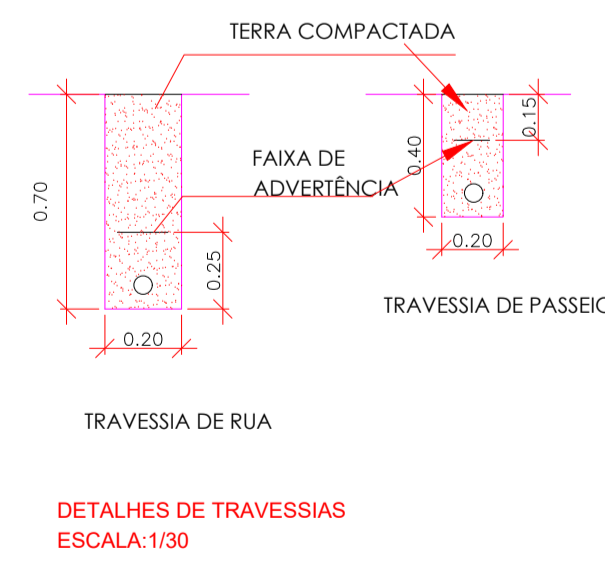 TERRA COMPACTADA
0.15
0.40
FAIXA DE
ADVERTÊNCIA
0.70
0.25
0.20
0.20
TRAVESSIA DE PASSEIO
TRAVESSIA DE RUA
DETALHES DE TRAVESSIAS
ESCALA:1/30